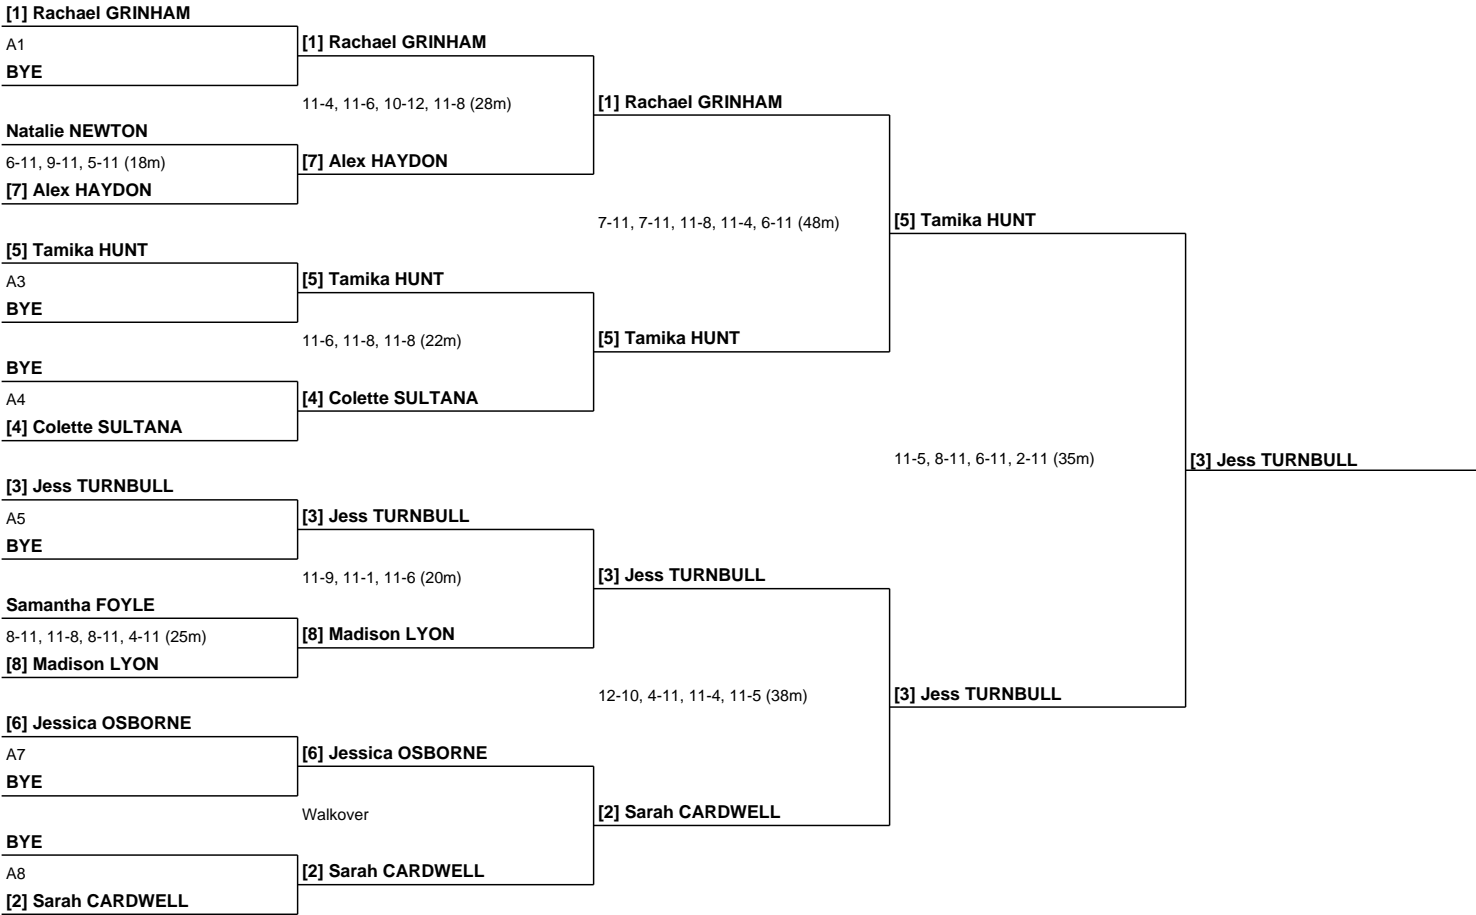 [1] Rachael GRINHAM
A1
BYE
Natalie NEWTON
6-11, 9-11, 5-11 (18m)
[7] Alex HAYDON
[5] Tamika HUNT
A3
BYE
BYE
A4
[4] Colette SULTANA
[3] Jess TURNBULL
A5
BYE
Samantha FOYLE
8-11, 11-8, 8-11, 4-11 (25m)
[8] Madison LYON
[6] Jessica OSBORNE
A7
BYE
BYE
A8
[2] Sarah CARDWELL
[1] Rachael GRINHAM
11-4, 11-6, 10-12, 11-8 (28m)
[7] Alex HAYDON
[5] Tamika HUNT
11-6, 11-8, 11-8 (22m)
[4] Colette SULTANA
[3] Jess TURNBULL
11-9, 11-1, 11-6 (20m)
[8] Madison LYON
[6] Jessica OSBORNE
Walkover
[2] Sarah CARDWELL
[1] Rachael GRINHAM
7-11, 7-11, 11-8, 11-4, 6-11 (48m)
[5] Tamika HUNT
[3] Jess TURNBULL
12-10, 4-11, 11-4, 11-5 (38m)
[2] Sarah CARDWELL
[5] Tamika HUNT
11-5, 8-11, 6-11, 2-11 (35m)
[3] Jess TURNBULL
[3] Jess TURNBULL